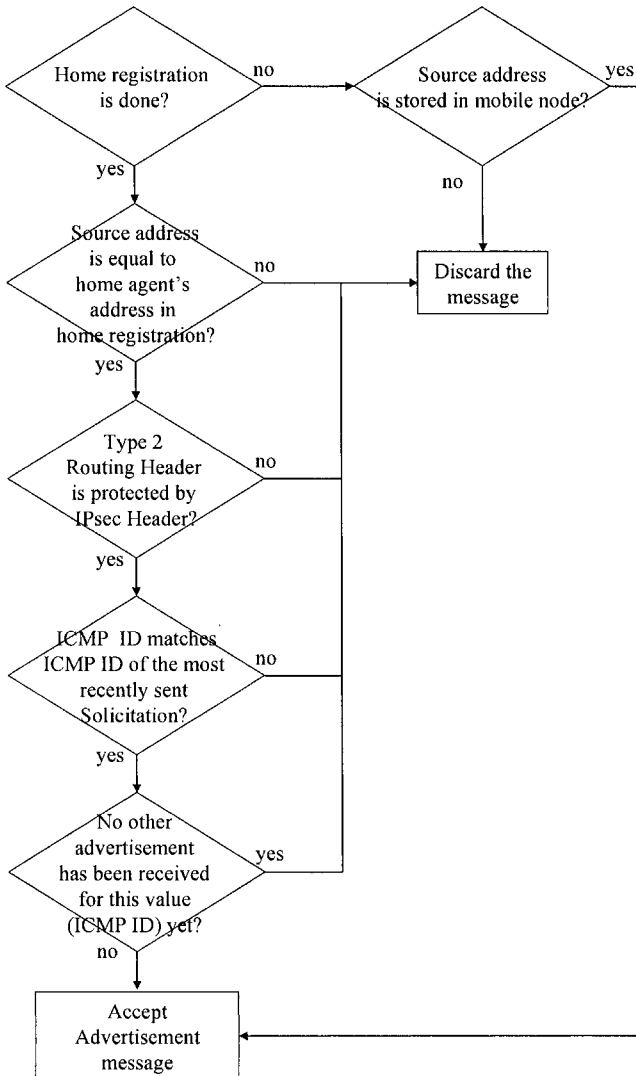 Home registration
is done?
no
Source address
is stored in mobile node?
yes
yes
no
Source address
is equal to
home agent's
address in
home registration?
no
Discard the
message
yes
Type 2
Routing Header
is protected by
IPsec Header?
no
yes
ICMP ID matches
ICMP ID of the most
recently sent
Solicitation?
no
yes
No other
advertisement
has been received
for this value
(ICMP ID) yet?
yes
no
Accept
Advertisement
message